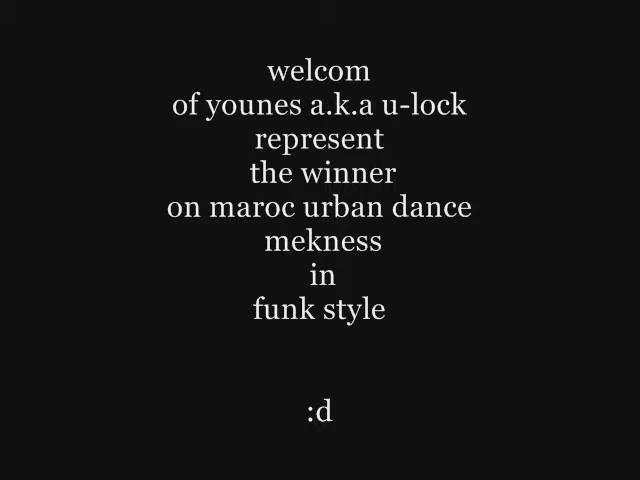 welcom
of younes a.k.a u-lock
represent
the winner
on maroc urban dance
mekness
in
funk style
:d